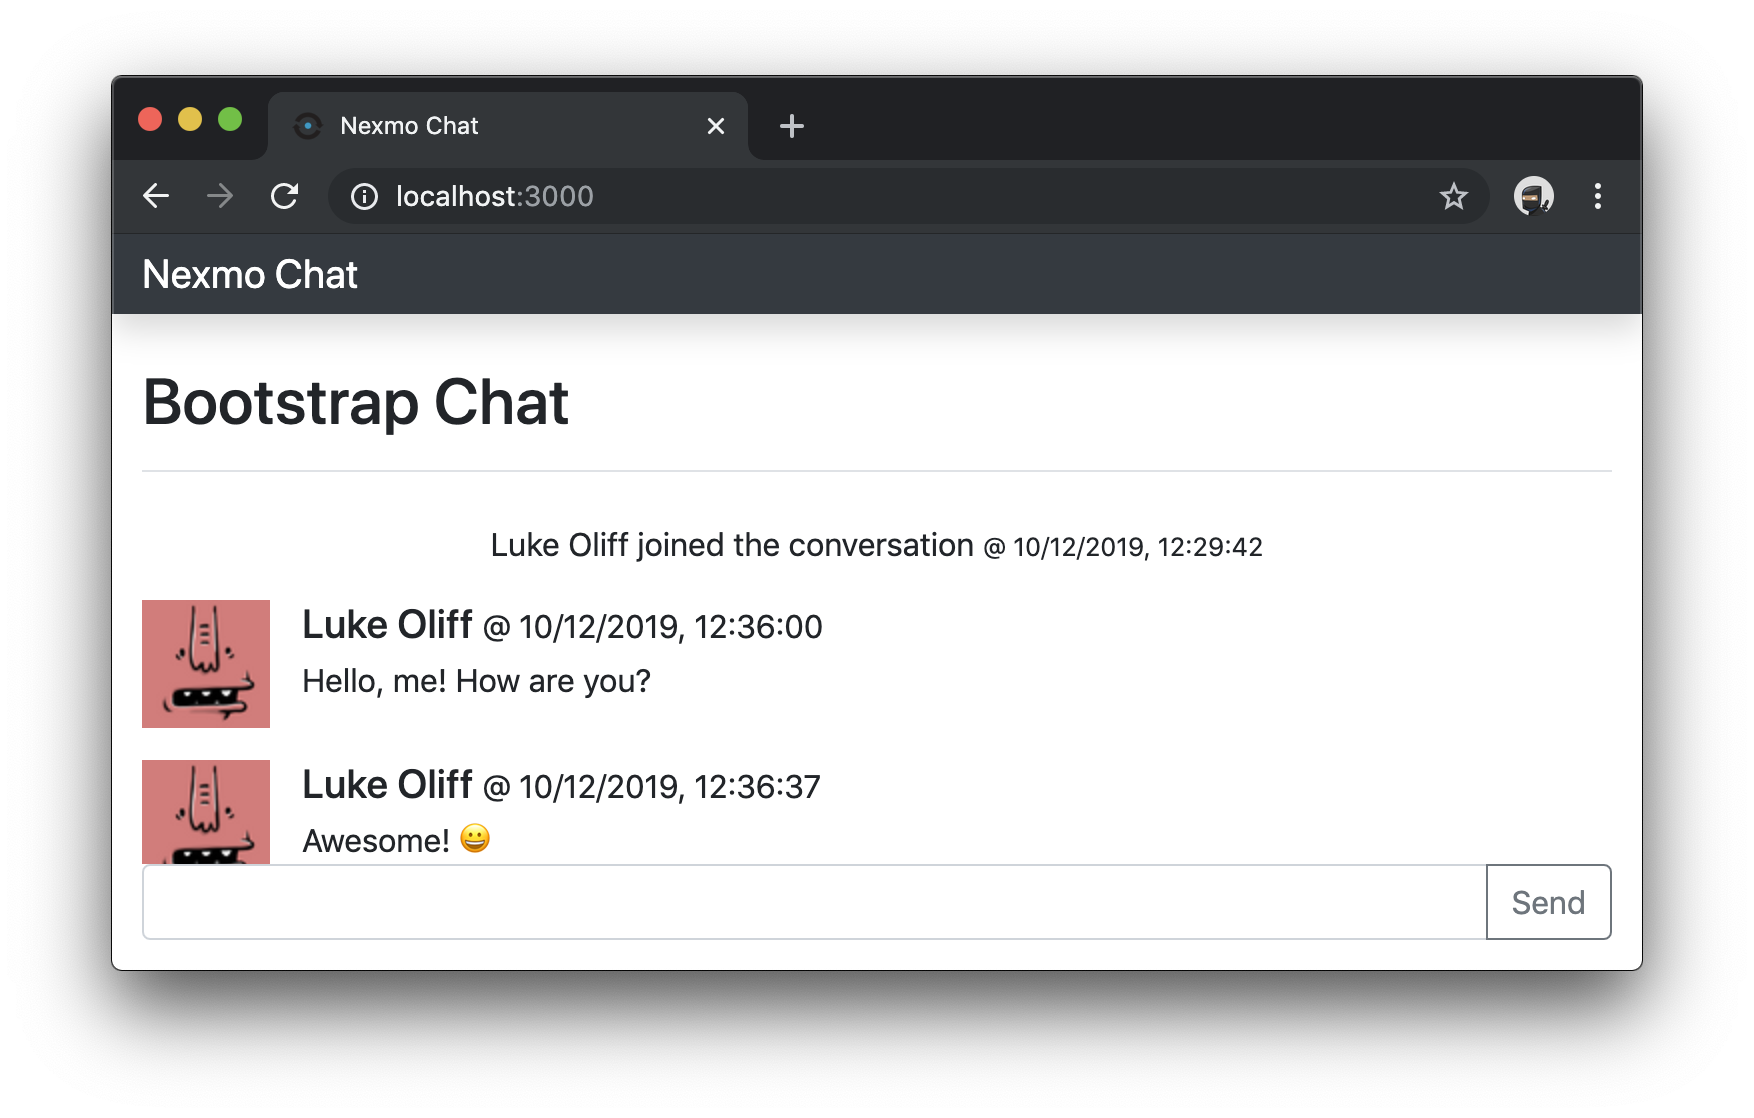 Nexmo Chat
localhost:3000
Nexmo Chat
Bootstrap Chat
Luke Oliff joined the conversation @ 10/12/2019, 12:29:42
Luke Oliff @ 10/12/2019, 12:36:00
Hello, me! How are you?
Luke Oliff @ 10/12/2019, 12:36:37
Awesome! 😀
Send